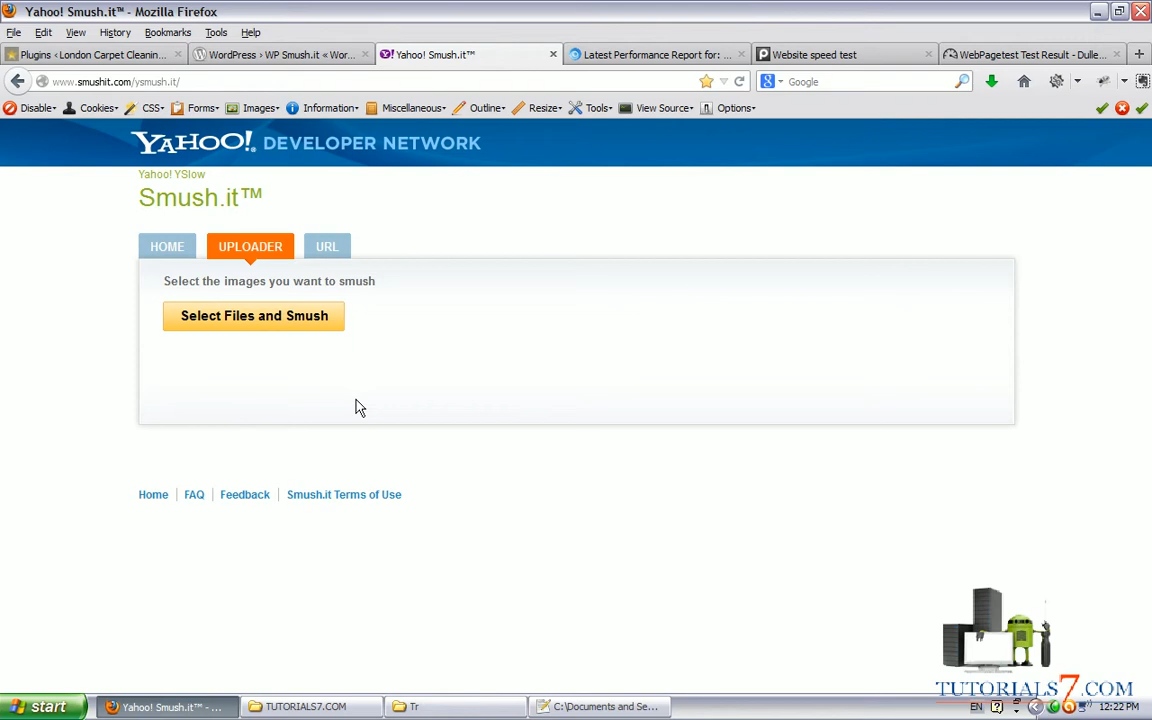 Yahoo! Smush.it™ - Mozilla Firefox
File Edit View History Bookmarks Tools Help
Plugins ‹ London Carpet Cleanin... WordPress › WP Smush.it « Wor... Yahoo! Smush.it™ Latest Performance Report for: ... Website speed test WebPagetest Test Result - Dulle...
www.smushit.com/ysmush.it/ Google
Disable Cookies CSS Forms Images Information Miscellaneous Outline Resize Tools View Source Options
YAHOO! DEVELOPER NETWORK
Yahoo! YSlow
Smush.it™
HOME UPLOADER URL
Select the images you want to smush
Select Files and Smush
Home FAQ Feedback Smush.it Terms of Use
TUTORIALS7.COM
start Yahoo! Smush.it™ - ... TUTORIALS7.COM Tr C:\Documents and Se... EN 12:22 PM